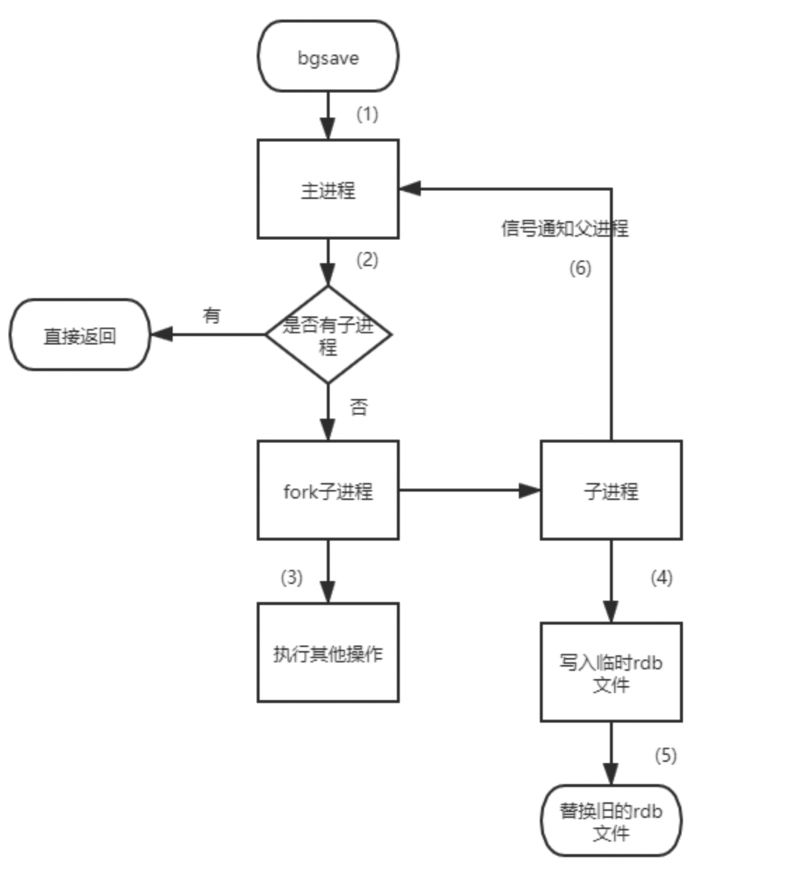 bgsave
(1)
主进程
信号通知父进程
(2)
(6)
有
直接返回
是否有子进
程
否
fork子进程
子进程
(3)
(4)
执行其他操作
写入临时rdb
文件
(5)
替换旧的rdb
文件